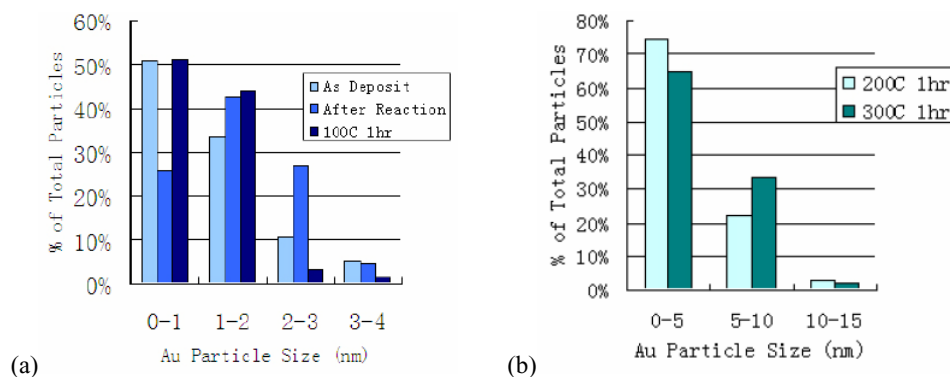 60%
50%
40%
30%
20%
10%
0%
% of Total Particles
As Deposit
After Reaction
100C 1hr
0-1 1-2 2-3 3-4
Au Particle Size (nm)
(a)
80%
70%
60%
50%
40%
30%
20%
10%
0%
% of Total Particles
200C 1hr
300C 1hr
0-5 5-10 10-15
Au Particle Size (nm)
(b)